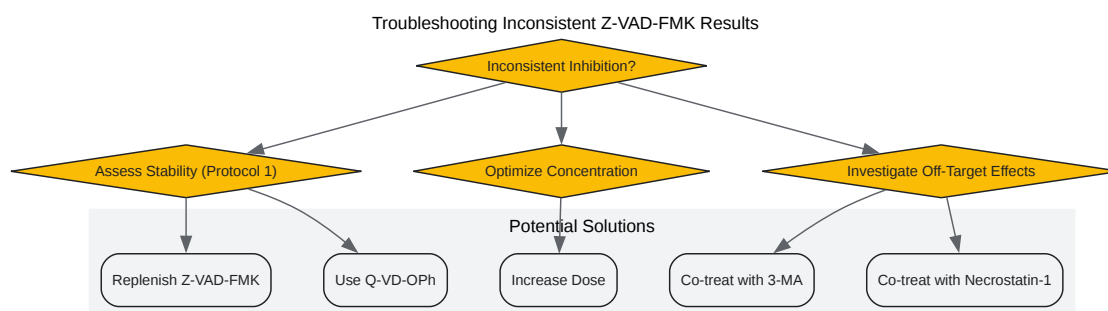 Troubleshooting Inconsistent Z-VAD-FMK Results
Inconsistent Inhibition?
Assess Stability (Protocol 1)
Optimize Concentration
Investigate Off-Target Effects
Potential Solutions
Replenish Z-VAD-FMK
Use Q-VD-OPh
Increase Dose
Co-treat with 3-MA
Co-treat with Necrostatin-1